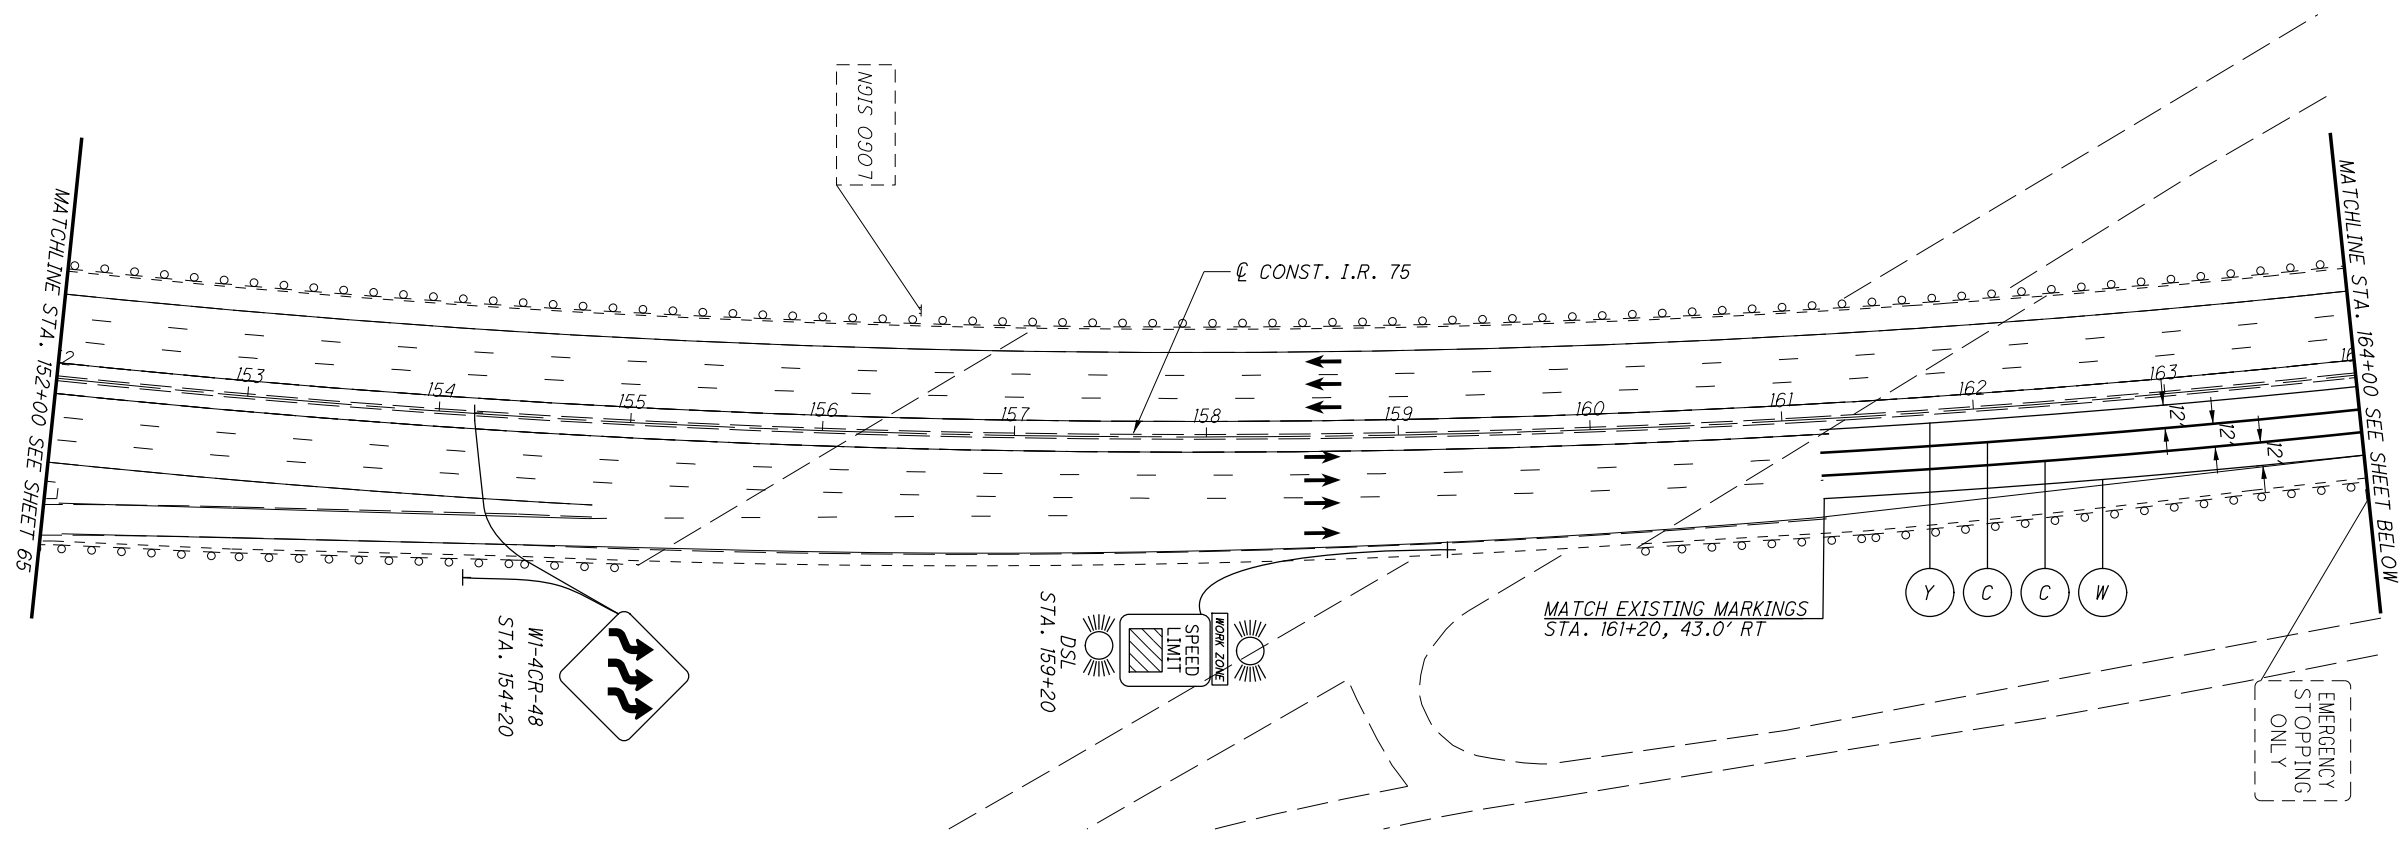 LOGO SIGN
℄ CONST. I.R. 75
MATCHLINE STA. 152+00 SEE SHEET 65
MATCHLINE STA. 164+00 SEE SHEET BELOW
2
153
154
155
156
157
158
159
160
161
162
163
16
12'
12'
12'
Y
C
C
W
MATCH EXISTING MARKINGS
STA. 161+20, 43.0' RT
W1-4CR-48
STA. 154+20
WORK ZONE
SPEED
LIMIT
DSL
STA. 159+20
EMERGENCY
STOPPING
ONLY